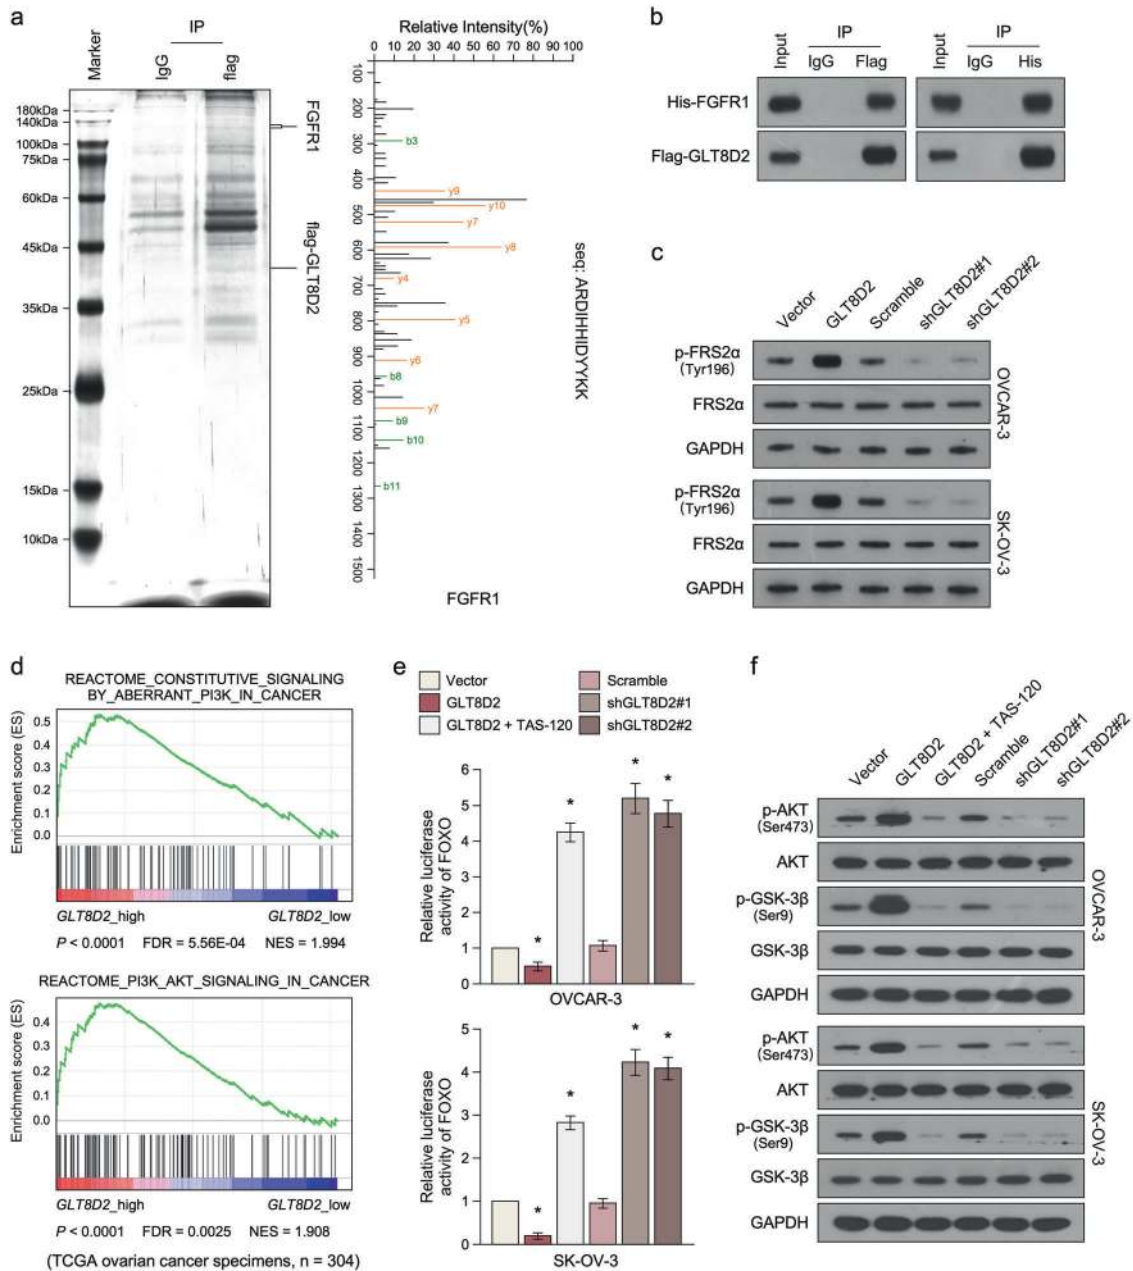 a
IP
Marker
IgG
flag
180kDa
140kDa
100kDa
75kDa
60kDa
45kDa
35kDa
25kDa
15kDa
10kDa
FGFR1
flag-GLT8D2
Relative Intensity(%)
0 10 20 30 40 50 60 70 80 90 100
100
200
300
400
500
600
700
800
900
1000
1100
1200
1300
1400
1500
b3
y9
y10
y7
y8
y4
y5
y6
b8
y7
b9
b10
b11
seq: ARDIHHIDYYKK
FGFR1
b
Input
IP
IgG Flag
Input
IP
IgG His
His-FGFR1
Flag-GLT8D2
c
Vector
GLT8D2
Scramble
shGLT8D2#1
shGLT8D2#2
p-FRS2α
(Tyr196)
FRS2α
GAPDH
OVCAR-3
p-FRS2α
(Tyr196)
FRS2α
GAPDH
SK-OV-3
d
REACTOME_CONSTITUTIVE_SIGNALING
BY_ABERRANT_PI3K_IN_CANCER
Enrichment score (ES)
0.5
0.4
0.3
0.2
0.1
0.0
GLT8D2_high GLT8D2_low
P < 0.0001 FDR = 5.56E-04 NES = 1.994
REACTOME_PI3K_AKT_SIGNALING_IN_CANCER
Enrichment score (ES)
0.4
0.3
0.2
0.1
0.0
GLT8D2_high GLT8D2_low
P < 0.0001 FDR = 0.0025 NES = 1.908
(TCGA ovarian cancer specimens, n = 304)
e
Vector
GLT8D2
GLT8D2 + TAS-120
Scramble
shGLT8D2#1
shGLT8D2#2
Relative luciferase
activity of FOXO
6
5
4
3
2
1
0
*
*
*
*
OVCAR-3
Relative luciferase
activity of FOXO
5
4
3
2
1
0
*
*
*
*
SK-OV-3
f
Vector
GLT8D2
GLT8D2 + TAS-120
Scramble
shGLT8D2#1
shGLT8D2#2
p-AKT
(Ser473)
AKT
p-GSK-3β
(Ser9)
GSK-3β
GAPDH
OVCAR-3
p-AKT
(Ser473)
AKT
p-GSK-3β
(Ser9)
GSK-3β
GAPDH
SK-OV-3